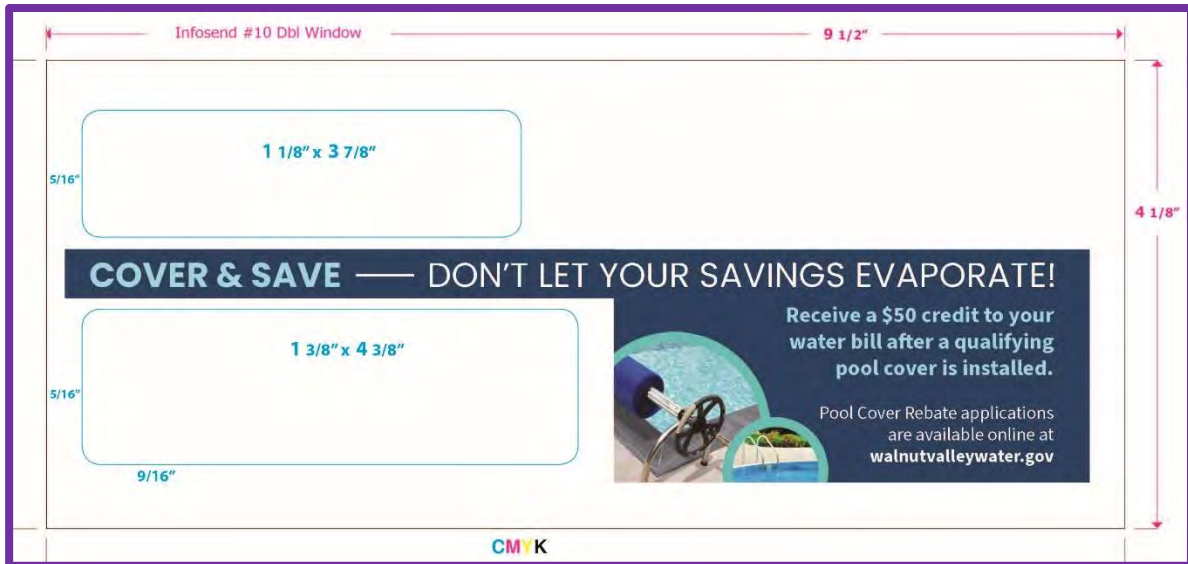 Infosend #10 Dbl Window
9 1/2"
1 1/8" x 3 7/8"
5/16"
4 1/8"
COVER & SAVE — DON'T LET YOUR SAVINGS EVAPORATE!
Receive a $50 credit to your
water bill after a qualifying
pool cover is installed.
1 3/8" x 4 3/8"
5/16"
Pool Cover Rebate applications
are available online at
walnutvalleywater.gov
9/16"
CMYK